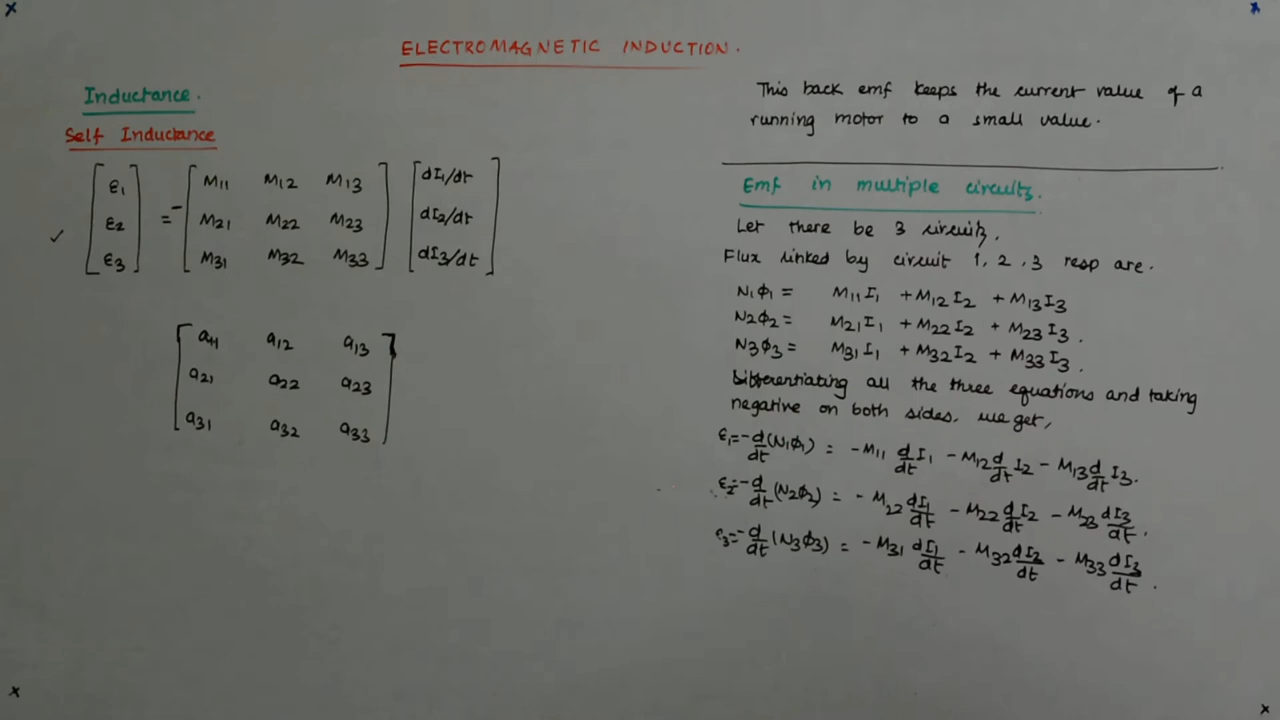 ELECTROMAGNETIC INDUCTION.
Inductance.
Self Inductance
[ε₁] = - [M₁₁ M₁₂ M₁₃] [dI₁/dt]
✓ [ε₂] [M₂₁ M₂₂ M₂₃] [dI₂/dt]
[ε₃] [M₃₁ M₃₂ M₃₃] [dI₃/dt]
[a₁₁ a₁₂ a₁₃]
[a₂₁ a₂₂ a₂₃]
[a₃₁ a₃₂ a₃₃]
This back emf keeps the current value of a
running motor to a small value.
Emf in multiple circuits.
Let there be 3 circuits.
Flux linked by circuit 1, 2, 3 resp are.
N₁Φ₁ = M₁₁I₁ + M₁₂I₂ + M₁₃I₃
N₂Φ₂ = M₂₁I₁ + M₂₂I₂ + M₂₃I₃.
N₃Φ₃ = M₃₁I₁ + M₃₂I₂ + M₃₃I₃.
Differentiating all the three equations and taking
negative on both sides, we get,
ε₁ = -d/dt (N₁Φ₁) = -M₁₁ d/dt I₁ - M₁₂ d/dt I₂ - M₁₃ d/dt I₃.
ε₂ = -d/dt (N₂Φ₂) = -M₂₂ dI₁/dt - M₂₂ d/dt I₂ - M₂₃ dI₃/dt.
ε₃ = -d/dt (N₃Φ₃) = -M₃₁ dI₁/dt - M₃₂ dI₂/dt - M₃₃ dI₃/dt.